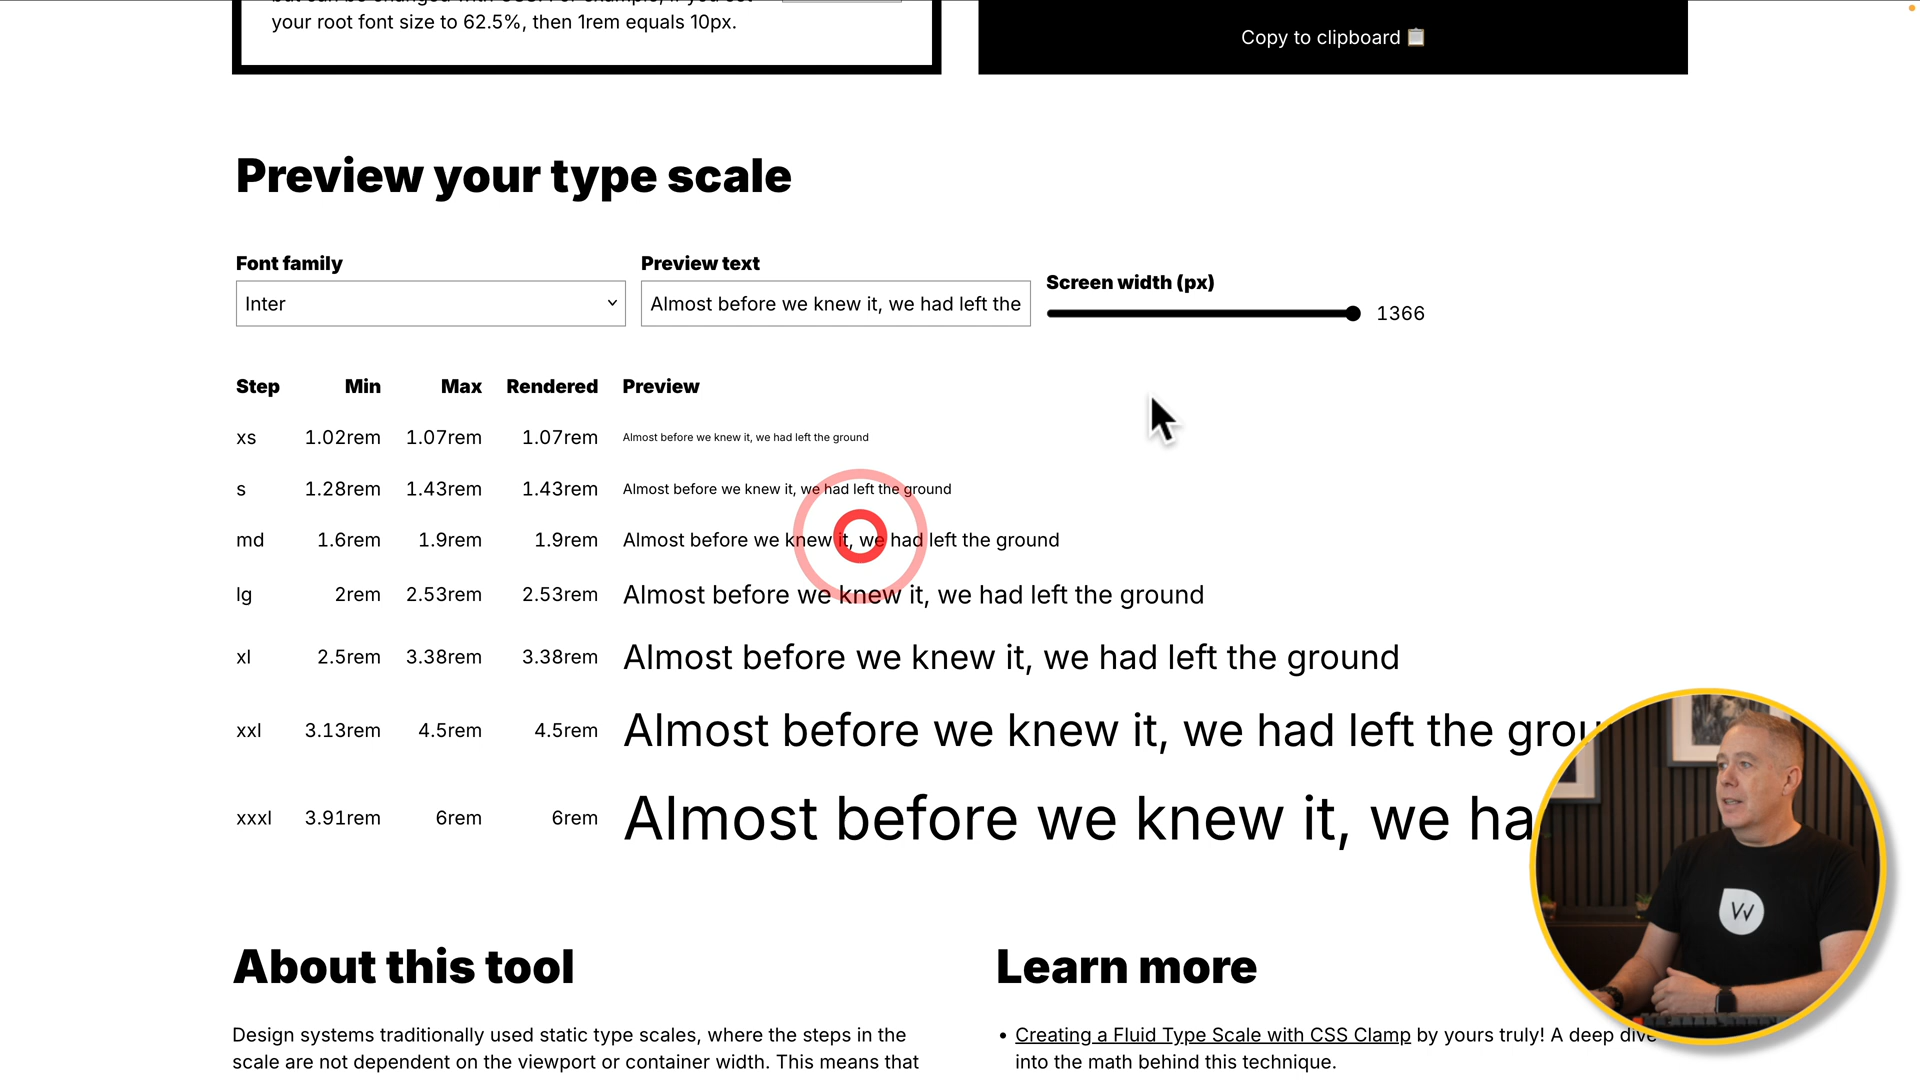 your root font size to 62.5%, then 1rem equals 10px.
Copy to clipboard 📋
Preview your type scale
Font family
Preview text
Screen width (px)
Inter
Almost before we knew it, we had left the
1366
Step Min Max Rendered Preview
xs 1.02rem 1.07rem 1.07rem Almost before we knew it, we had left the ground
s 1.28rem 1.43rem 1.43rem Almost before we knew it, we had left the ground
md 1.6rem 1.9rem 1.9rem Almost before we knew it, we had left the ground
lg 2rem 2.53rem 2.53rem Almost before we knew it, we had left the ground
xl 2.5rem 3.38rem 3.38rem Almost before we knew it, we had left the ground
xxl 3.13rem 4.5rem 4.5rem Almost before we knew it, we had left the grou
xxxl 3.91rem 6rem 6rem Almost before we knew it, we ha
W
About this tool
Design systems traditionally used static type scales, where the steps in the
scale are not dependent on the viewport or container width. This means that
Learn more
• Creating a Fluid Type Scale with CSS Clamp by yours truly! A deep dive
into the math behind this technique.